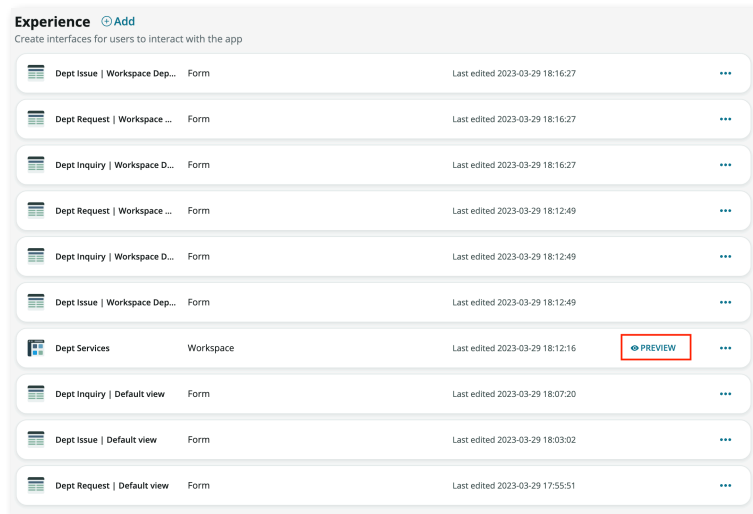 Experience Add
Create interfaces for users to interact with the app
Dept Issue | Workspace Dep... Form Last edited 2023-03-29 18:16:27
Dept Request | Workspace ... Form Last edited 2023-03-29 18:16:27
Dept Inquiry | Workspace D... Form Last edited 2023-03-29 18:16:27
Dept Request | Workspace ... Form Last edited 2023-03-29 18:12:49
Dept Inquiry | Workspace D... Form Last edited 2023-03-29 18:12:49
Dept Issue | Workspace Dep... Form Last edited 2023-03-29 18:12:49
Dept Services Workspace Last edited 2023-03-29 18:12:16 PREVIEW
Dept Inquiry | Default view Form Last edited 2023-03-29 18:07:20
Dept Issue | Default view Form Last edited 2023-03-29 18:03:02
Dept Request | Default view Form Last edited 2023-03-29 17:55:51